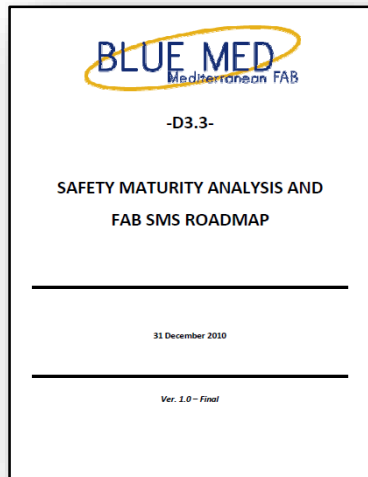 BLUE MED
Mediterranean FAB
-D3.3-
SAFETY MATURITY ANALYSIS AND
FAB SMS ROADMAP
31 December 2010
Ver. 1.0 – Final